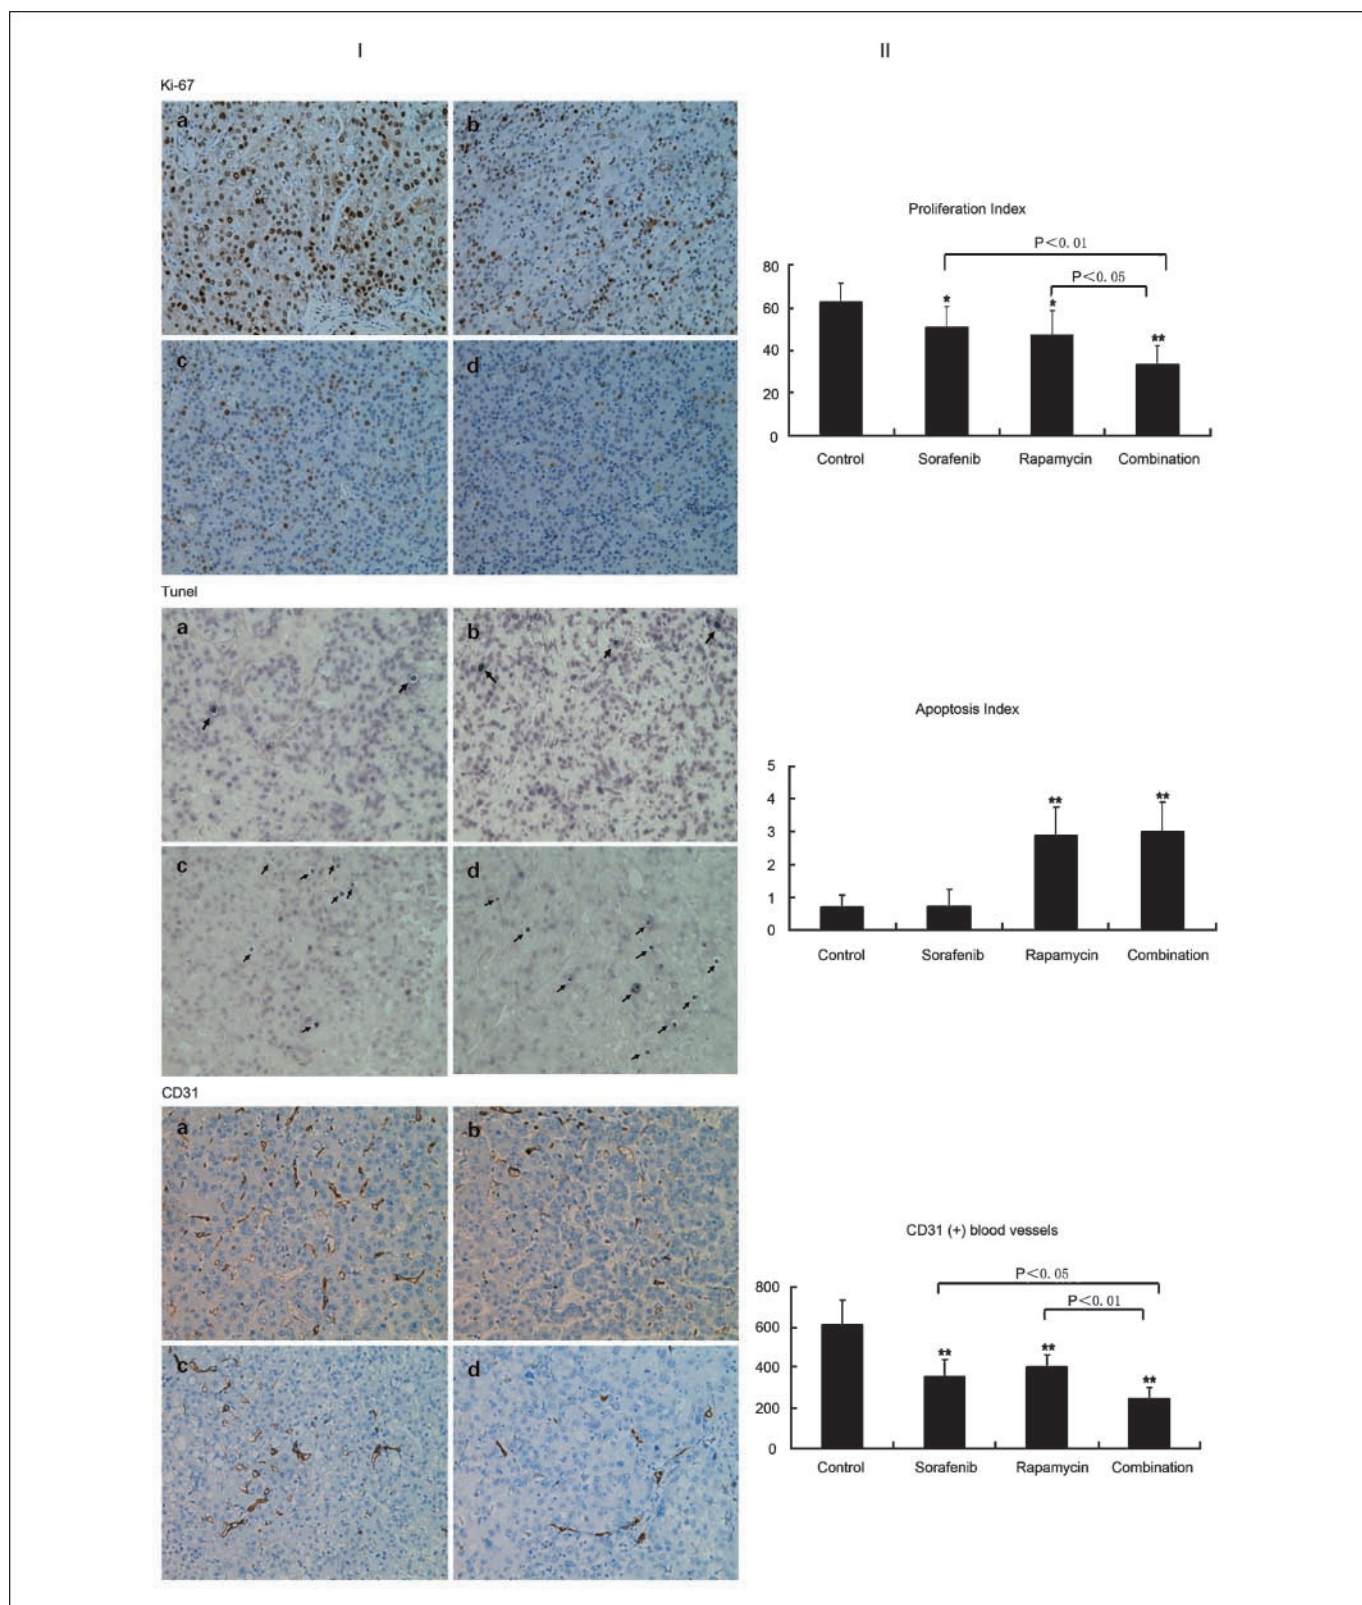 I
II
Ki-67
a
b
c
d
Proliferation Index
P<0.01
P<0.05
80
60
40
20
0
*
*
**
Control
Sorafenib
Rapamycin
Combination
Tunel
a
b
c
d
Apoptosis Index
5
4
3
2
1
0
**
**
Control
Sorafenib
Rapamycin
Combination
CD31
a
b
c
d
CD31 (+) blood vessels
P<0.05
P<0.01
800
600
400
200
0
**
**
**
Control
Sorafenib
Rapamycin
Combination